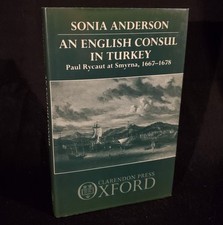 SONIA ANDERSON
AN ENGLISH CONSUL
IN TURKEY
Paul Rycaut at Smyrna, 1667–1678
CLARENDON PRESS
OXFORD